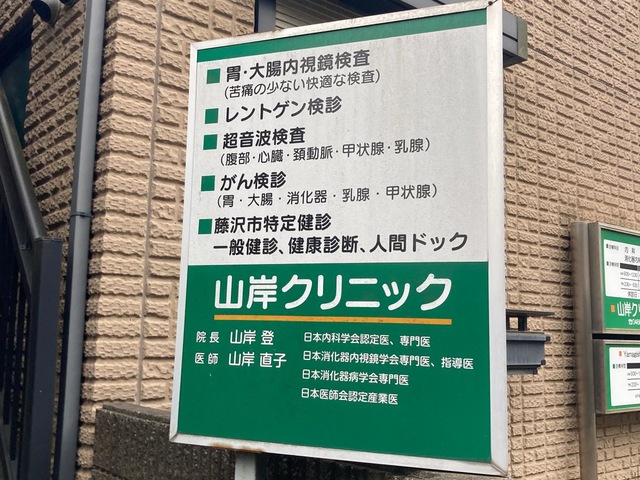 ■胃・大腸内視鏡検査
(苦痛の少ない快適な検査)
■レントゲン検診
■超音波検査
(腹部・心臓・頚動脈・甲状腺・乳腺)
■がん検診
(胃・大腸・消化器・乳腺・甲状腺)
■藤沢市特定健診
一般健診、健康診断、人間ドック
山岸クリニック
院長 山岸 登 日本内科学会認定医、専門医
医師 山岸 直子 日本消化器内視鏡学会専門医、指導医
日本消化器病学会専門医
日本医師会認定産業医
内科
山岸ク
Yamag